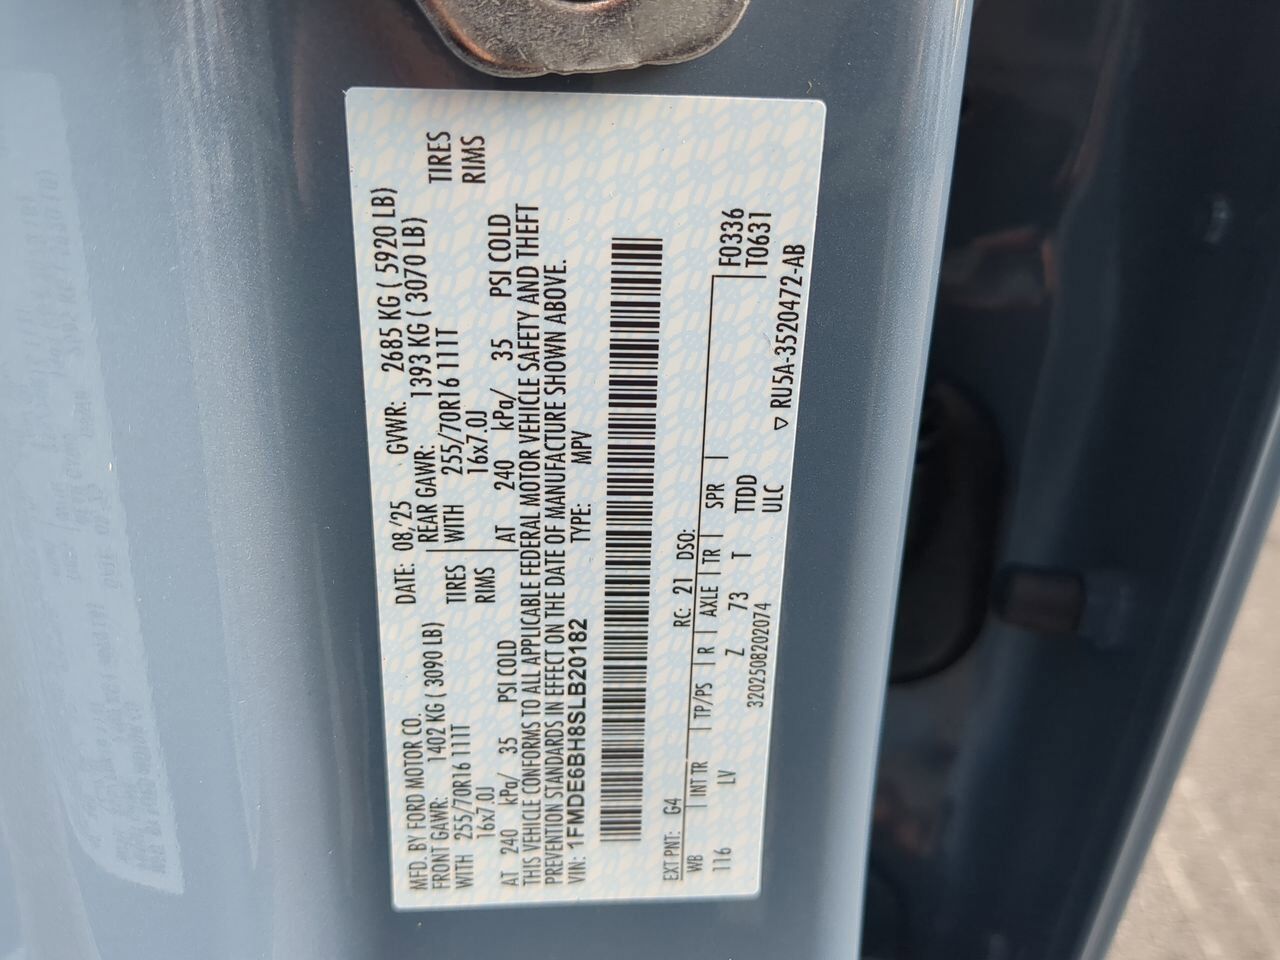 MFD. BY FORD MOTOR CO.
DATE: 08/25 GVWR: 2685 KG ( 5920 LB)
FRONT GAWR: 1402 KG ( 3090 LB)
REAR GAWR: 1393 KG ( 3070 LB)
WITH 255/70R16 111T TIRES
WITH 255/70R16 111T TIRES
16x7.0J RIMS
16x7.0J RIMS
AT 240 kPa/ 35 PSI COLD
AT 240 kPa/ 35 PSI COLD
THIS VEHICLE CONFORMS TO ALL APPLICABLE FEDERAL MOTOR VEHICLE SAFETY AND THEFT
PREVENTION STANDARDS IN EFFECT ON THE DATE OF MANUFACTURE SHOWN ABOVE.
VIN: 1FMDE6BH8SLB20182
TYPE: MPV
EXT PNT: G4 RC: 21 DSO:
F0336
WB | INT TR | TP/PS | R | AXLE | TR | SPR
T0631
116 LV Z 73 T TTDD
ULC
3202508202074
▽ RU5A-3520472-AB